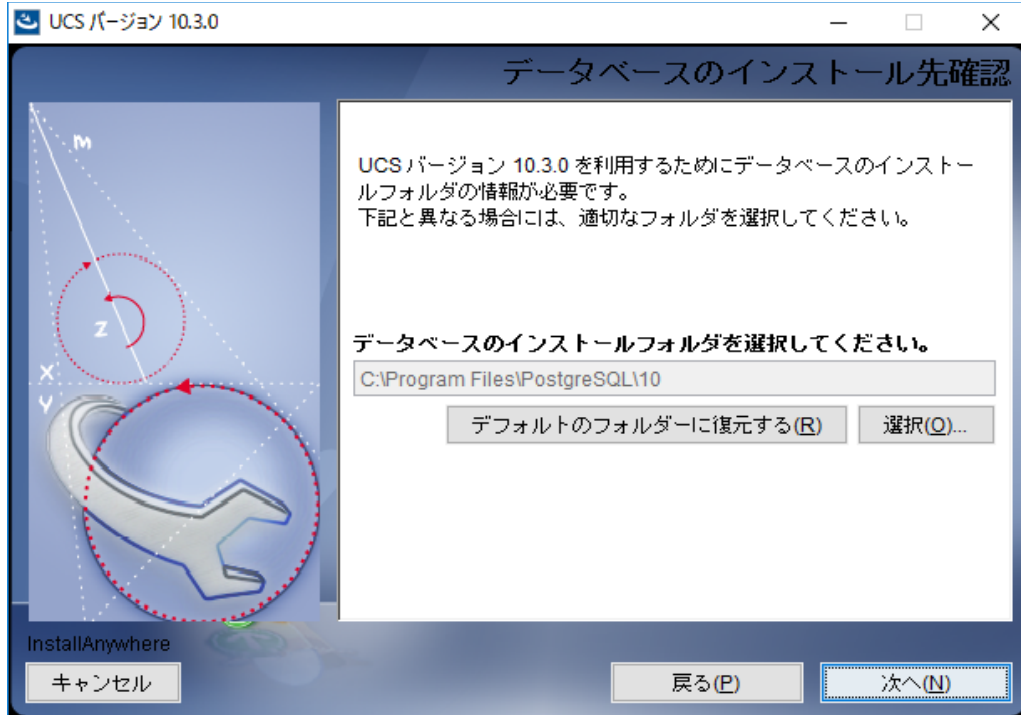 UCS バージョン 10.3.0
データベースのインストール先確認
m
z
X
Y
UCS バージョン 10.3.0 を利用するためにデータベースのインストー
ルフォルダの情報が必要です。
下記と異なる場合には、適切なフォルダを選択してください。
データベースのインストールフォルダを選択してください。
C:\Program Files\PostgreSQL\10
デフォルトのフォルダーに復元する(R)
選択(O)...
InstallAnywhere
キャンセル
戻る(P)
次へ(N)